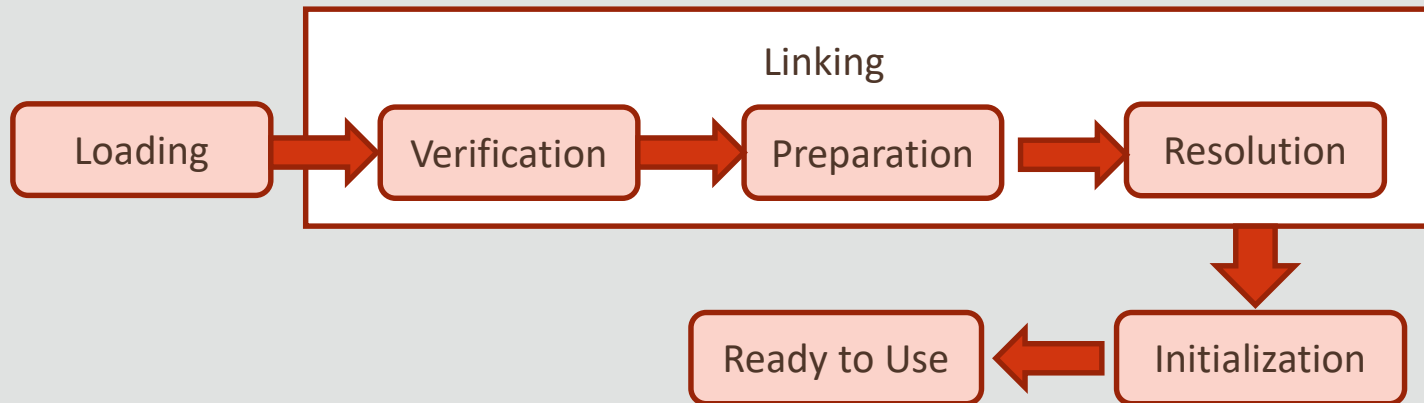 Linking
Loading
Verification
Preparation
Resolution
Initialization
Ready to Use